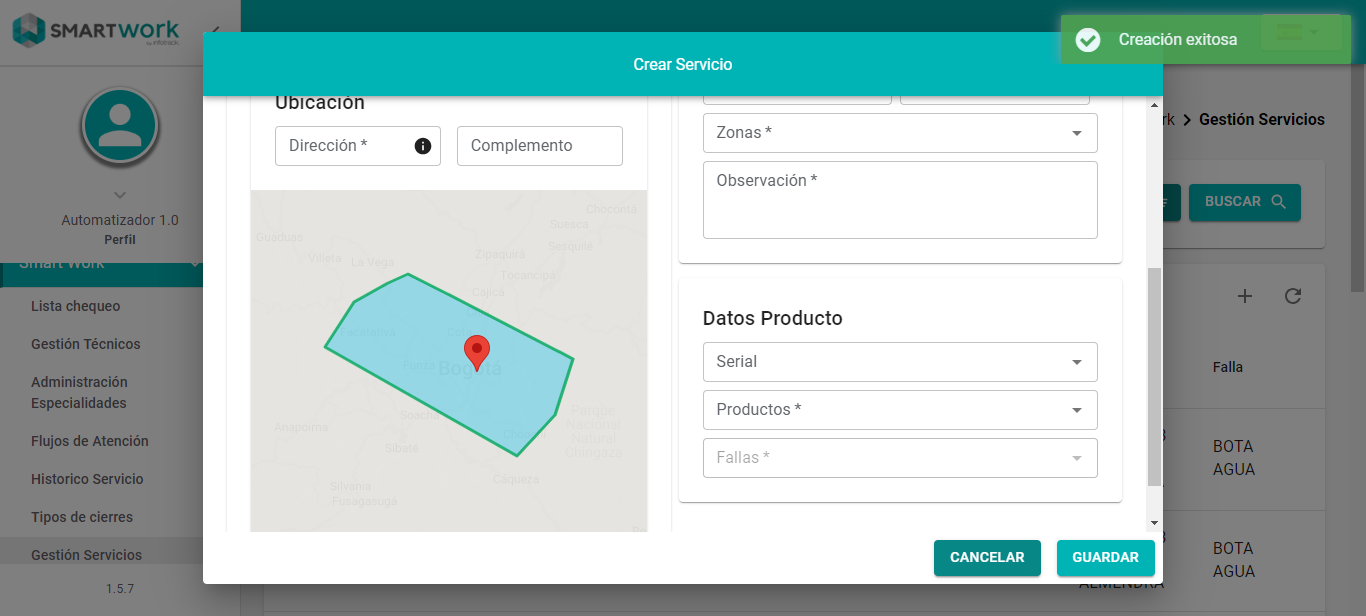 SMARTWORK
by infotrack
Creación exitosa
Crear Servicio
Gestión Servicios
BUSCAR
Automatizador 1.0
Perfil
Smart Work
Lista chequeo
Gestión Técnicos
Administración
Especialidades
Flujos de Atención
Historico Servicio
Tipos de cierres
Gestión Servicios
1.5.7
Ubicación
Dirección *
Complemento
Chocontá
Suesca
Sesquilé
Guaduas
Villeta
La Vega
Zipaquirá
Tocancipá
Cajicá
Facatativá
Cota
Funza
Bogotá
Soacha
Anapoima
Sibaté
Parque
Nacional
Natural
Chingaza
Cáqueza
Silvania
Fusagasugá
Zonas *
Observación *
Datos Producto
Serial
Productos *
Fallas *
CANCELAR
GUARDAR
Falla
BOTA
AGUA
BOTA
AGUA
ALMENDRA